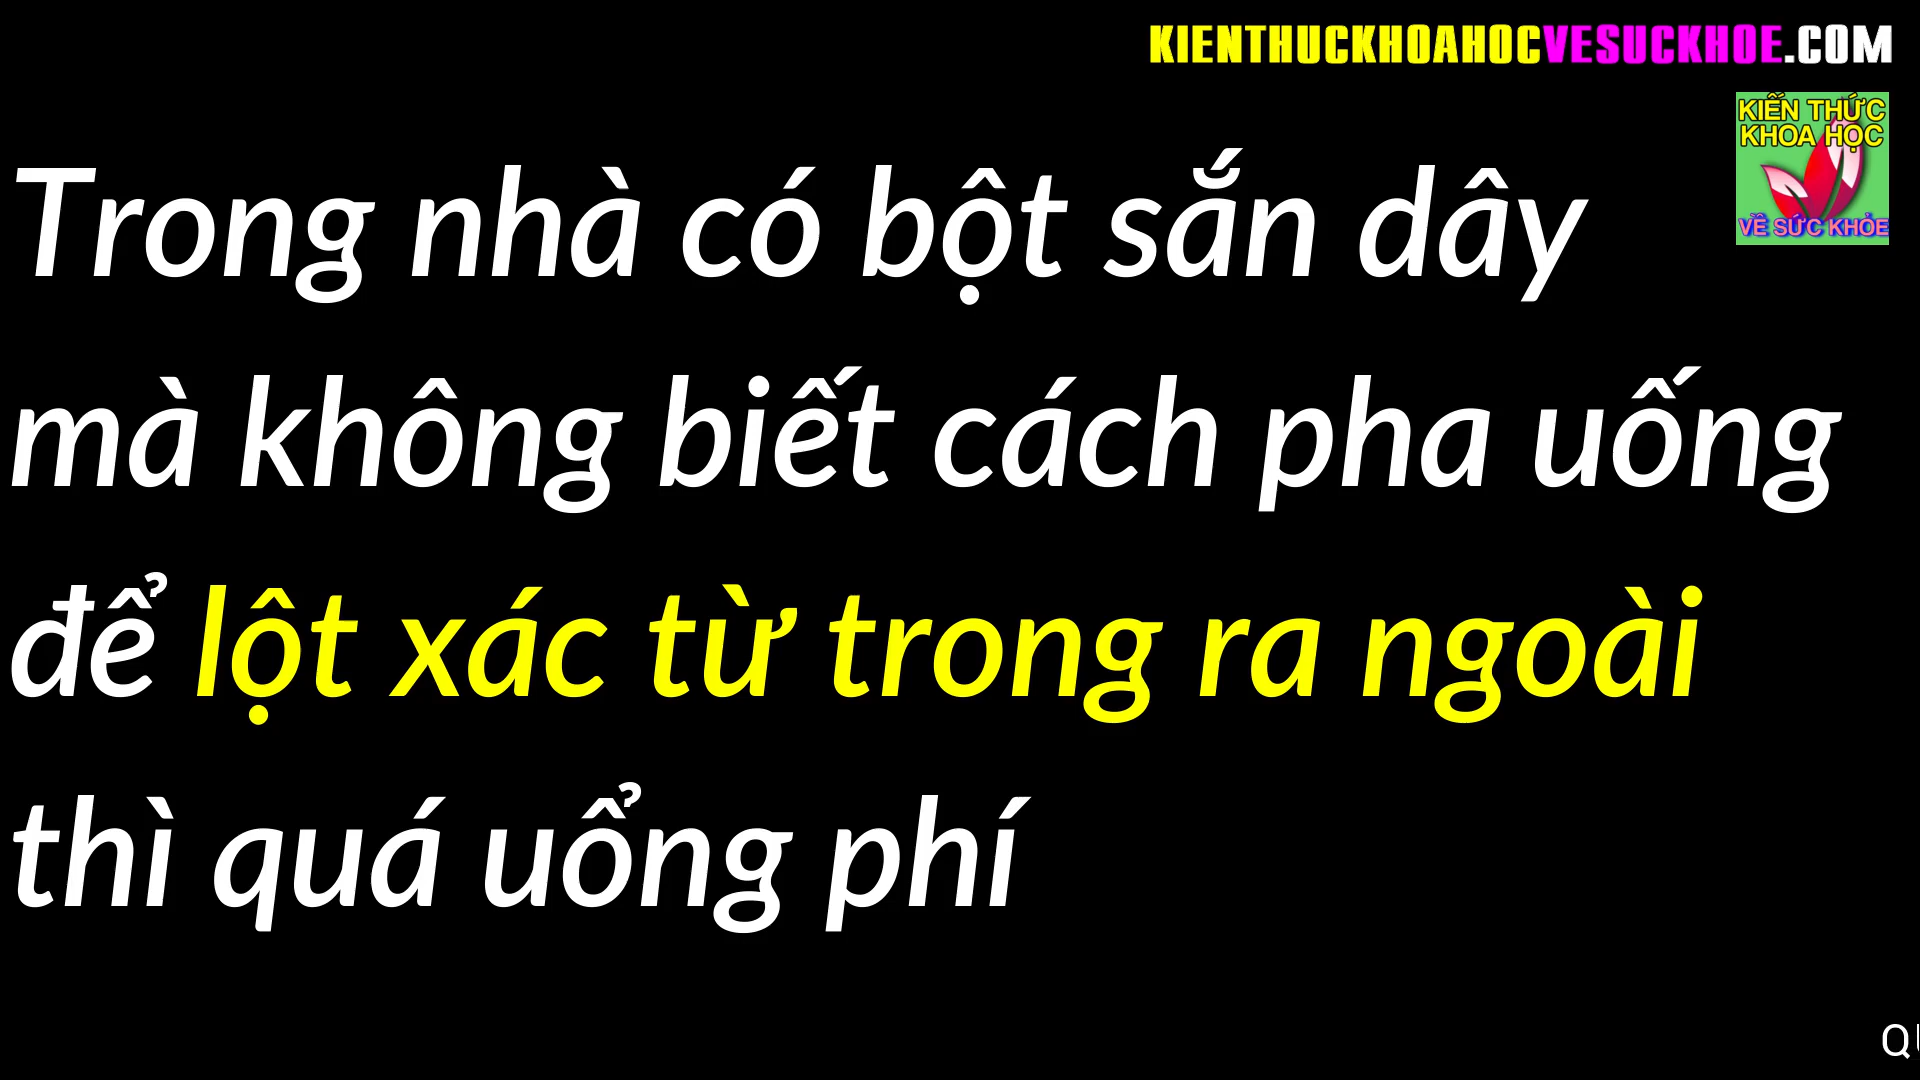 KIENTHUCKHOAHOCVESUCKHOE.COM
KIẾN THỨC
KHOA HỌC
VỀ SỨC KHỎE
Trong nhà có bột sắn dây
mà không biết cách pha uống
để lột xác từ trong ra ngoài
thì quá uổng phí